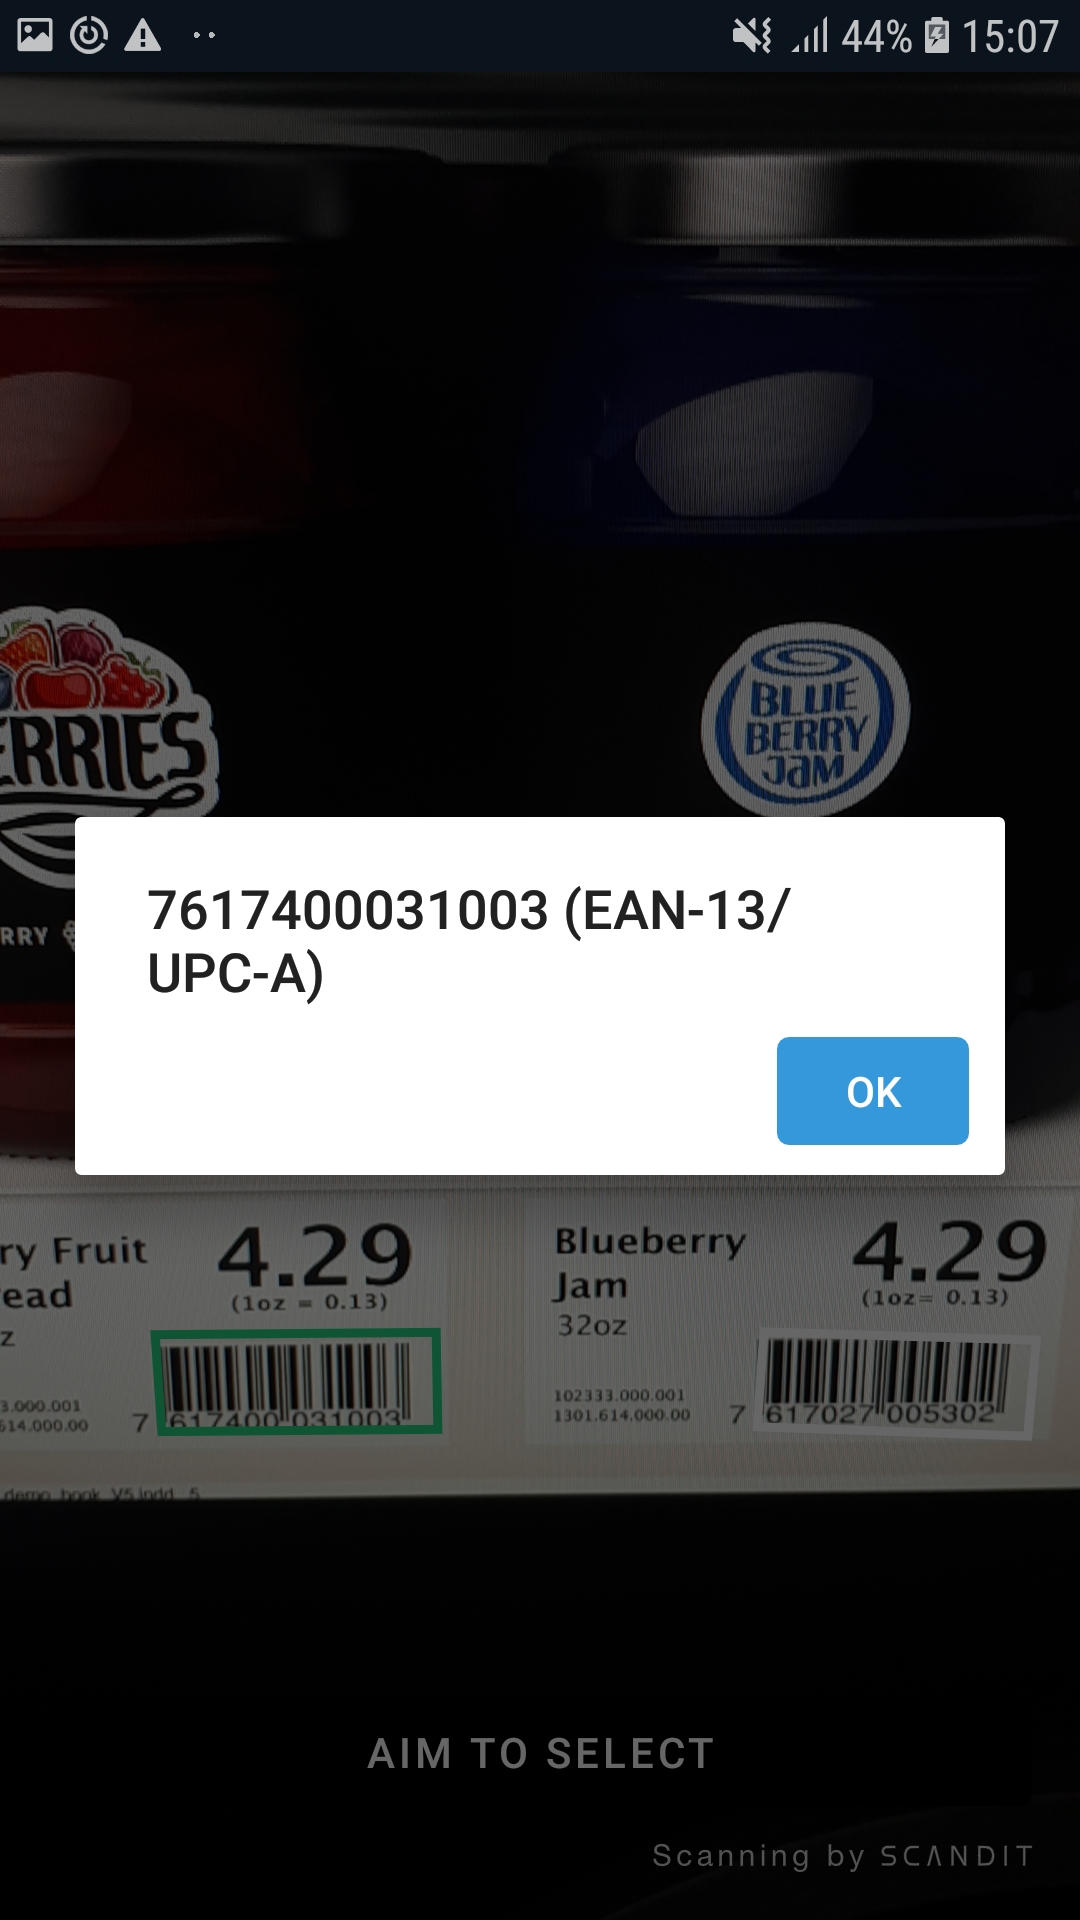 44% 15:07
ERRIES
BLUE
BERRY
JAM
RRY
7617400031003 (EAN-13/
UPC-A)
OK
ry Fruit
ead
z
4.29
(1oz = 0.13)
3.000.001
614.000.00
7 617400 031003
Blueberry
Jam
32oz
4.29
(1oz= 0.13)
102333.000.001
1301.614.000.00
7 617027 005302
demo_book_V5.indd 5
AIM TO SELECT
Scanning by SCANDIT